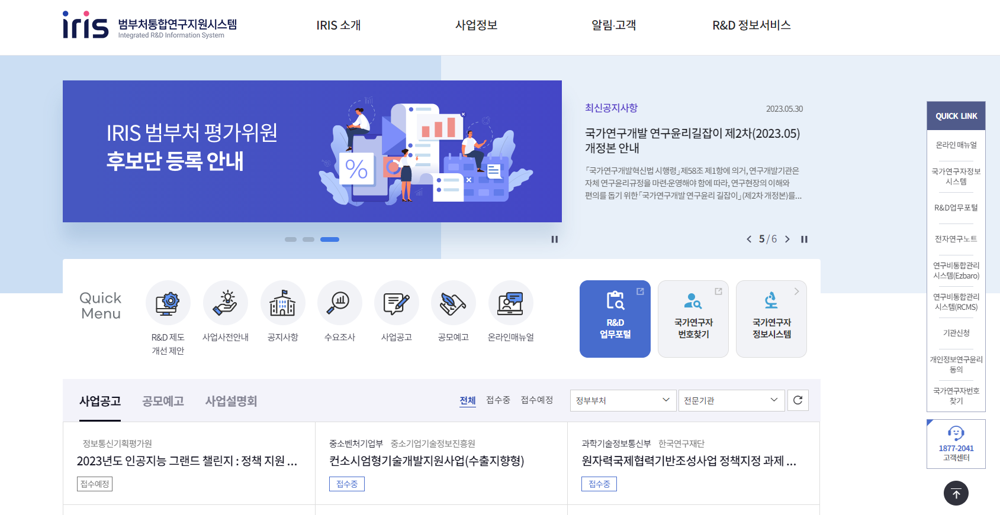 iris 범부처통합연구지원시스템
Integrated R&D Information System
IRIS 소개
사업정보
알림·고객
R&D 정보서비스
IRIS 범부처 평가위원
후보단 등록 안내
%
최신공지사항
2023.05.30
국가연구개발 연구윤리길잡이 제2차(2023.05)
개정본 안내
「국가연구개발혁신법 시행령」 제58조 제1항에 의거, 연구개발기관은
자체 연구윤리규정을 마련·운영해야 함에 따라, 연구현장의 이해와
편의를 돕기 위한 「국가연구개발 연구윤리 길잡이」 (제2차 개정본)를...
5 / 6
QUICK LINK
온라인 매뉴얼
국가연구자정보
시스템
R&D업무포털
전자연구노트
연구비통합관리
시스템(Ezbaro)
연구비통합관리
시스템(RCMS)
기관신청
개인정보연구윤리
동의
국가연구자번호
찾기
1877-2041
고객센터
Quick
Menu
R&D 제도
개선 제안
사업사전안내
공지사항
수요조사
사업공고
공모예고
온라인매뉴얼
R&D
업무포털
국가연구자
번호찾기
국가연구자
정보시스템
사업공고
공모예고
사업설명회
전체
접수중
접수예정
정부부처
전문기관
정보통신기획평가원
2023년도 인공지능 그랜드 챌린지 : 정책 지원 ...
접수예정
중소벤처기업부 중소기업기술정보진흥원
컨소시엄형기술개발지원사업(수출지향형)
접수중
과학기술정보통신부 한국연구재단
원자력국제협력기반조성사업 정책지정 과제 ...
접수중